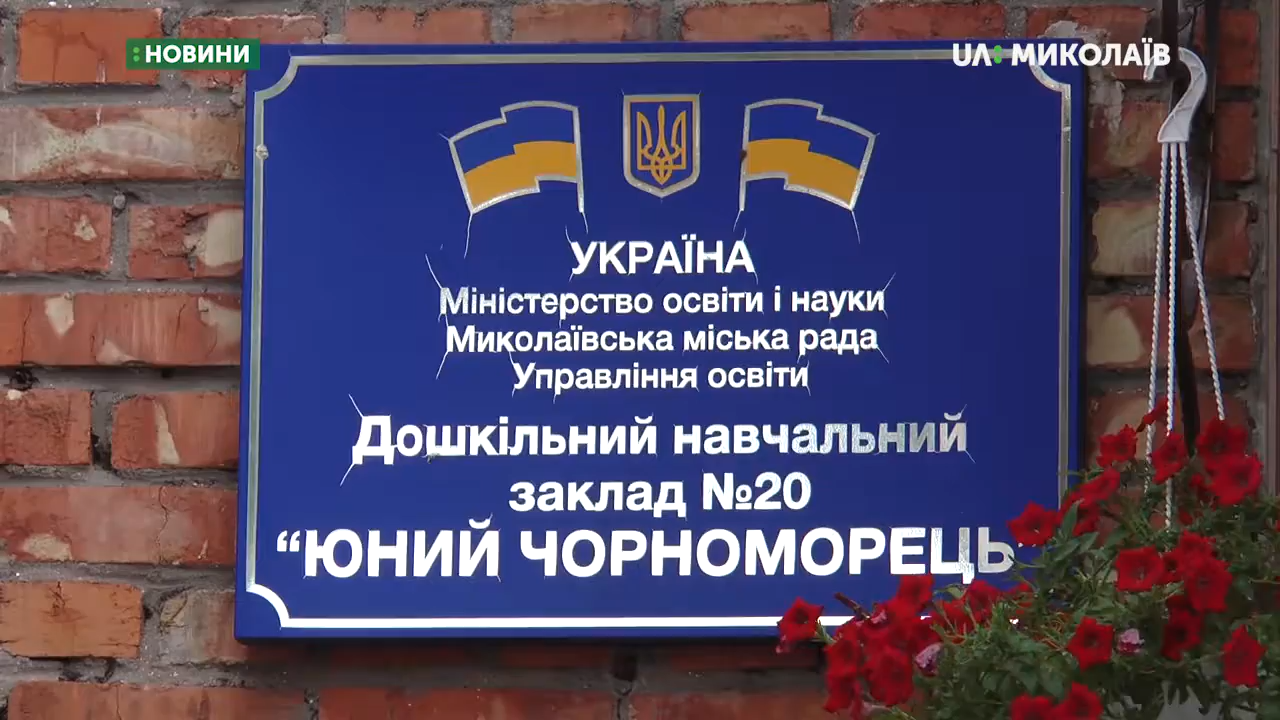 :НОВИНИ
UA: МИКОЛАЇВ
УКРАЇНА
Міністерство освіти і науки
Миколаївська міська рада
Управління освіти
Дошкільний навчальний
заклад №20
“ЮНИЙ ЧОРНОМОРЕЦЬ”